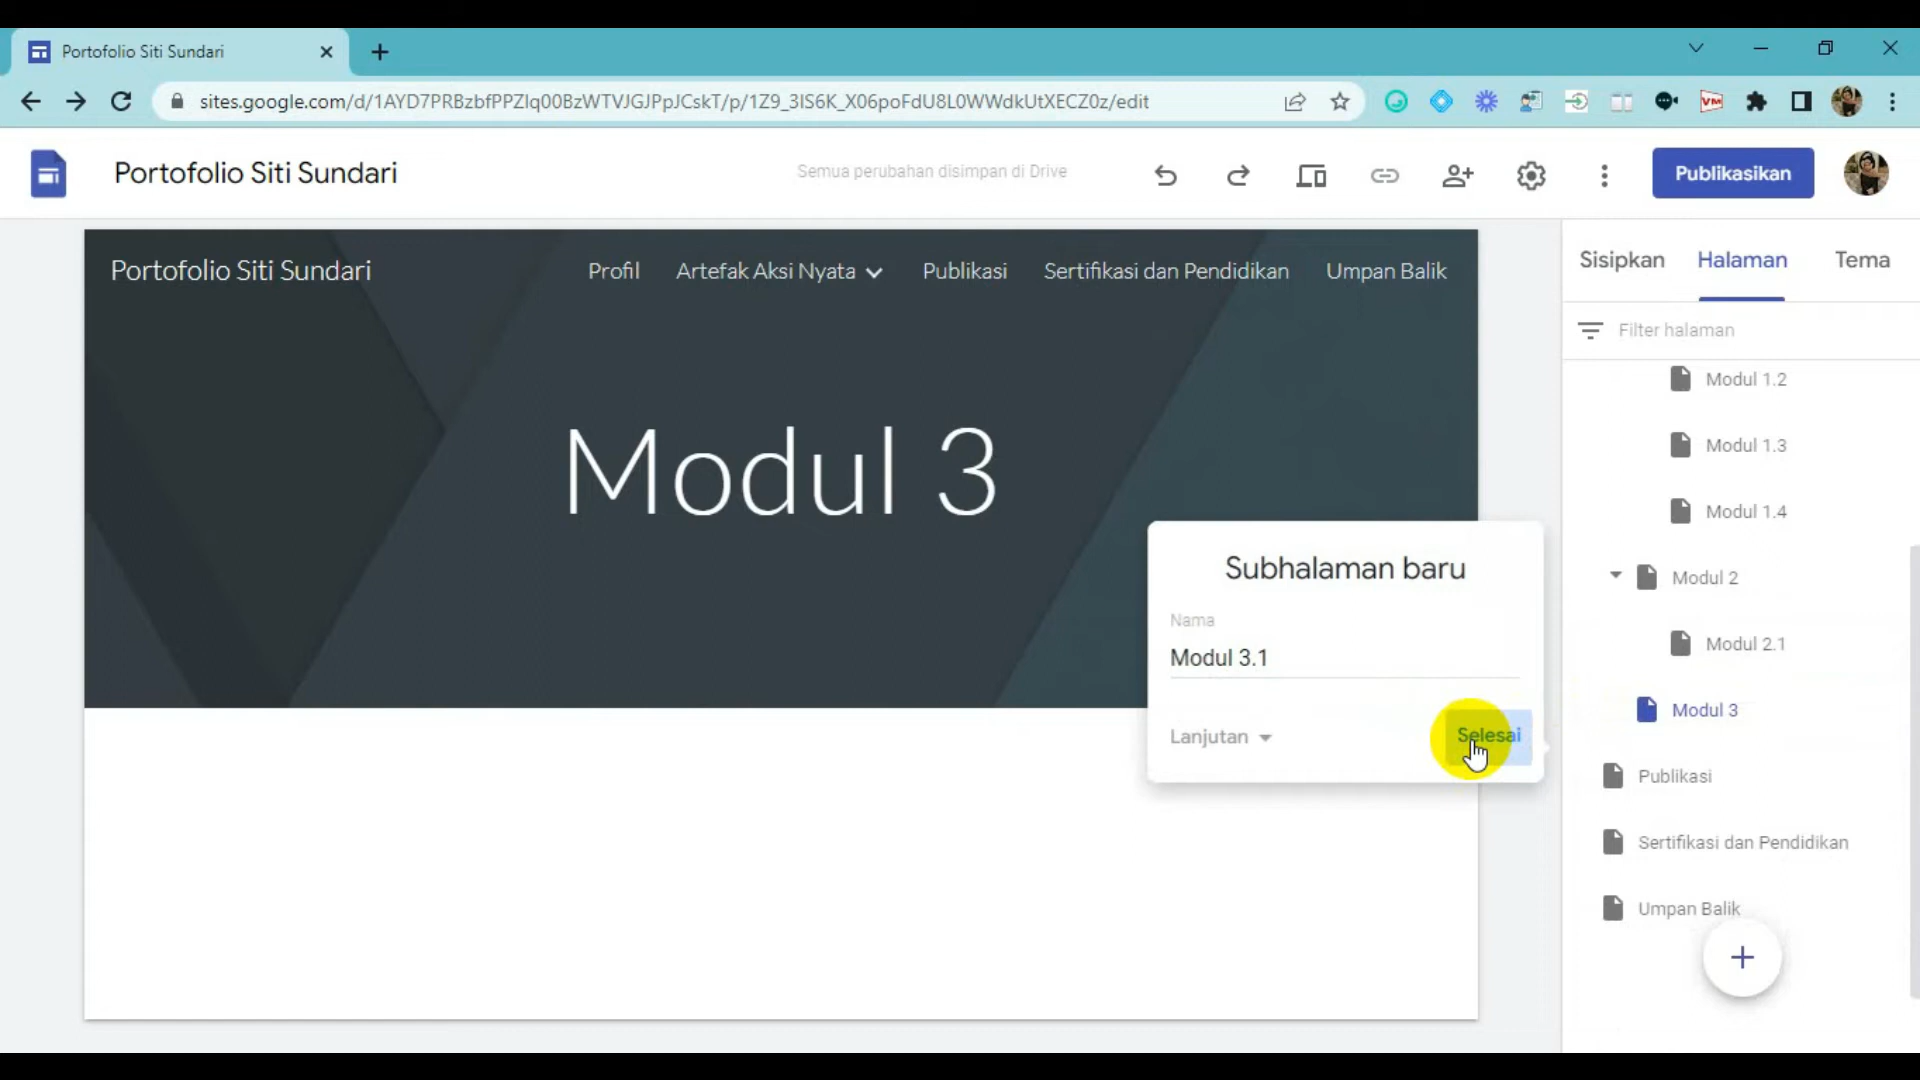 Portofolio Siti Sundari
sites.google.com/d/1AYD7PRBzbfPPZIq00BzWTVJGJPpJCskT/p/1Z9_3IS6K_X06poFdU8L0WWdkUtXECZ0z/edit
VM
Portofolio Siti Sundari
Semua perubahan disimpan di Drive
Publikasikan
Portofolio Siti Sundari
Profil
Artefak Aksi Nyata
Publikasi
Sertifikasi dan Pendidikan
Umpan Balik
Modul 3
Subhalaman baru
Nama
Modul 3.1
Lanjutan
Selesai
Sisipkan
Halaman
Tema
Filter halaman
Modul 1.2
Modul 1.3
Modul 1.4
Modul 2
Modul 2.1
Modul 3
Publikasi
Sertifikasi dan Pendidikan
Umpan Balik